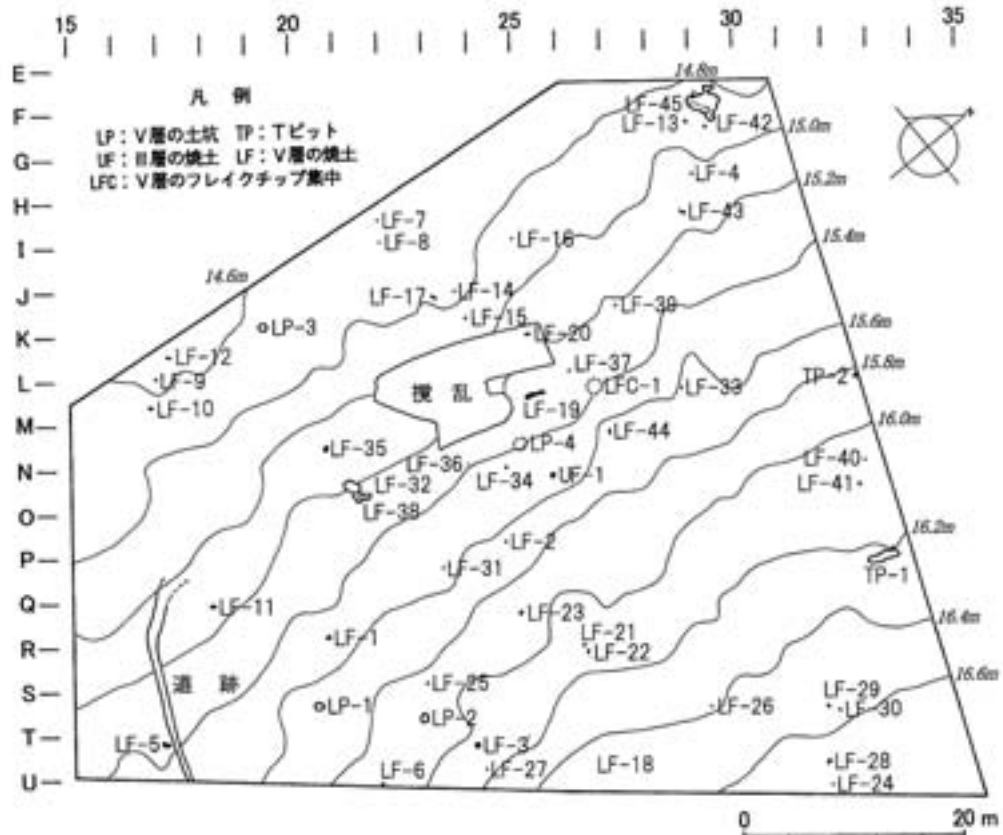 15 20 25 30 35
E 14.8m
凡例 LF-45
F LF-13 LF-42
LP：V層の土坑 TP：Tピット 15.0m
UF：Ⅲ層の焼土 LF：V層の焼土
G LF-4
LFC：V層のフレイクチップ集中 15.2m
H LF-7 LF-43
I LF-8 LF-16 15.4m
14.6m
J LF-17 LF-14
LF-15 LF-39
K LP-3 LF-20 15.6m
LF-12 LF-37 15.8m
L LF-9 攪乱 LFC-1 LF-33 TP-2
LF-10 LF-19 16.0m
M LF-35 LP-4 LF-44
LF-36 LF-40
N LF-32 LF-34 UF-1 LF-41
O LF-38 16.2m
LF-2
P LF-31 TP-1
Q LF-11 LF-23 16.4m
LF-1 LF-21
R LF-22
道跡 LF-25 16.6m
S LP-1 LF-26 LF-29
LP-2 LF-30
T LF-5 LF-3
LF-6 LF-27 LF-18 LF-28
U LF-24
0 20 m